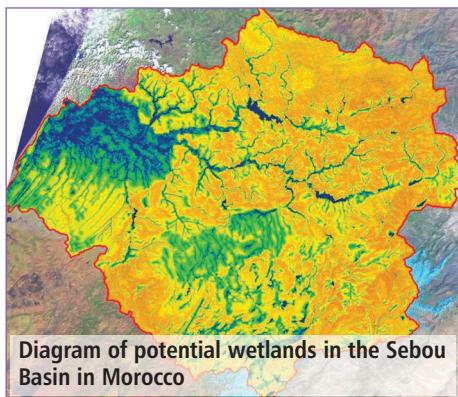 Diagram of potential wetlands in the Sebou
Basin in Morocco